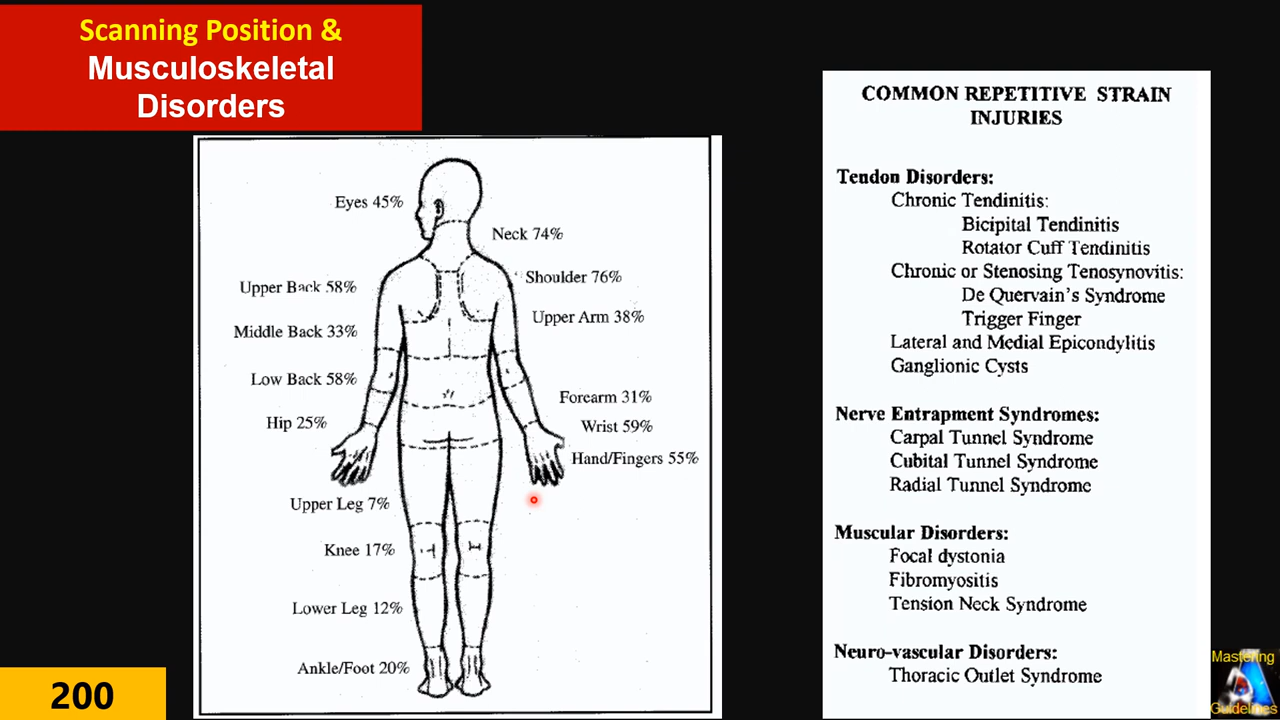 Scanning Position &
Musculoskeletal
Disorders
Eyes 45%
Neck 74%
Shoulder 76%
Upper Back 58%
Upper Arm 38%
Middle Back 33%
Low Back 58%
Forearm 31%
Hip 25%
Wrist 59%
Hand/Fingers 55%
Upper Leg 7%
Knee 17%
Lower Leg 12%
Ankle/Foot 20%
COMMON REPETITIVE STRAIN
INJURIES
Tendon Disorders:
Chronic Tendinitis:
Bicipital Tendinitis
Rotator Cuff Tendinitis
Chronic or Stenosing Tenosynovitis:
De Quervain's Syndrome
Trigger Finger
Lateral and Medial Epicondylitis
Ganglionic Cysts
Nerve Entrapment Syndromes:
Carpal Tunnel Syndrome
Cubital Tunnel Syndrome
Radial Tunnel Syndrome
Muscular Disorders:
Focal dystonia
Fibromyositis
Tension Neck Syndrome
Neuro-vascular Disorders:
Thoracic Outlet Syndrome
200
Mastering
Guidelines